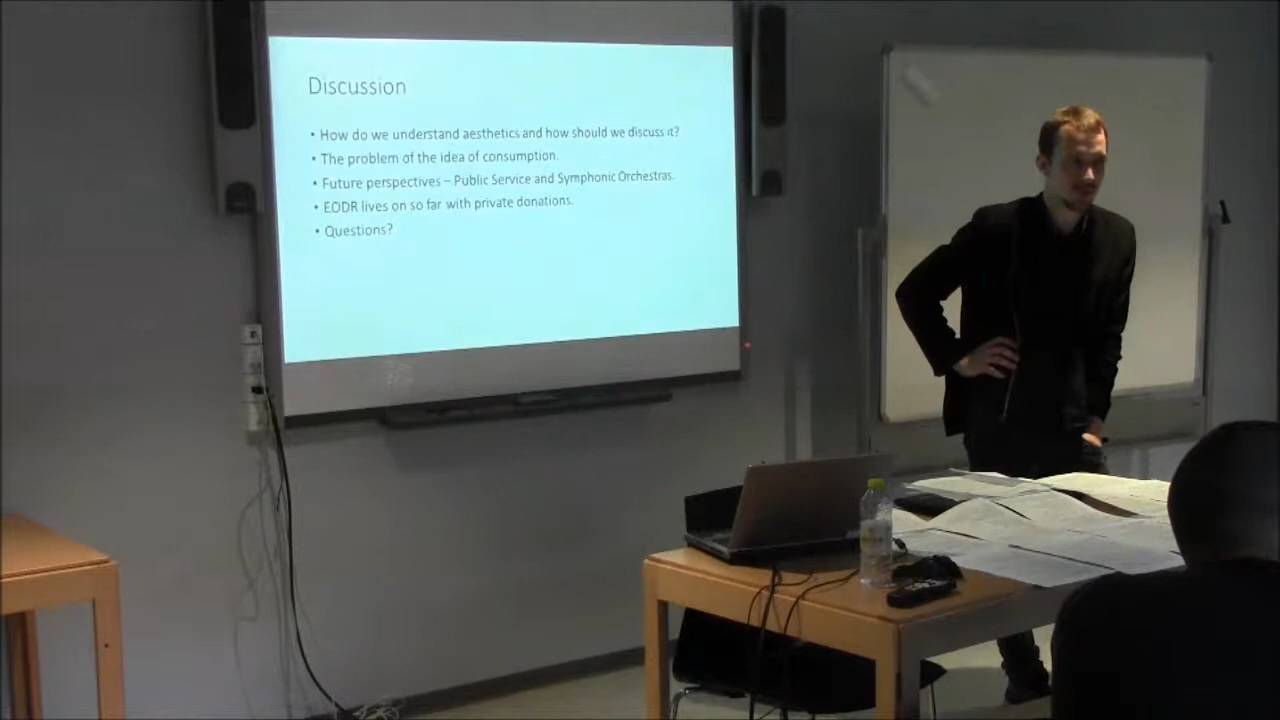 Discussion
• How do we understand aesthetics and how should we discuss it?
• The problem of the idea of consumption.
• Future perspectives – Public Service and Symphonic Orchestras.
• EODR lives on so far with private donations.
• Questions?